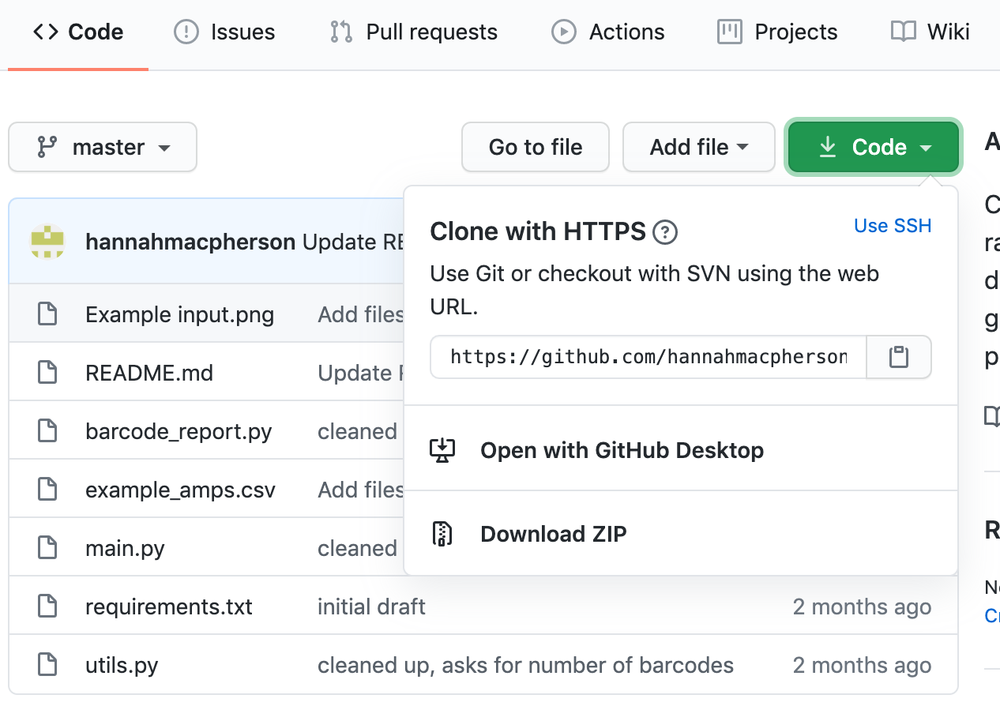 Code Issues Pull requests Actions Projects Wiki
master Go to file Add file Code
hannahmacpherson Update RE
Clone with HTTPS Use SSH
Use Git or checkout with SVN using the web
URL.
https://github.com/hannahmacpherson
Open with GitHub Desktop
Download ZIP
Example input.png Add files
README.md Update
barcode_report.py cleaned
example_amps.csv Add files
main.py cleaned
requirements.txt initial draft 2 months ago
utils.py cleaned up, asks for number of barcodes 2 months ago